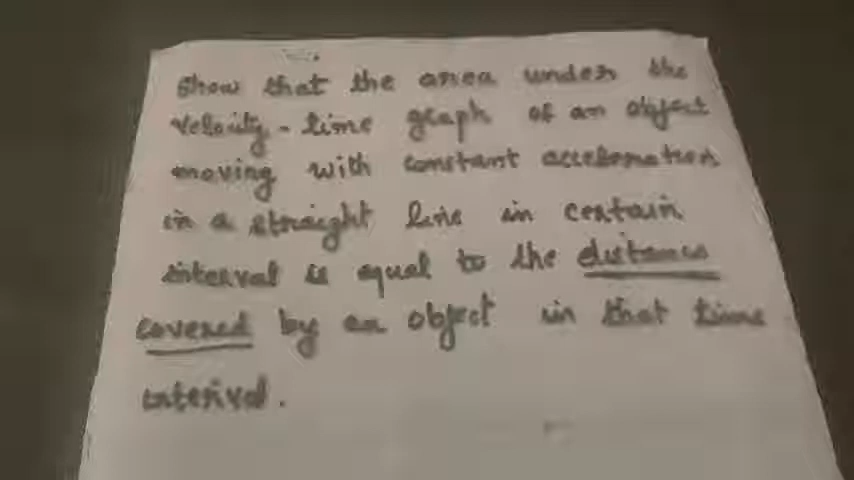 Show that the area under the
velocity - time graph of an object
moving with constant acceleration
in a straight line in certain
interval is equal to the distance
covered by an object in that time
interval.